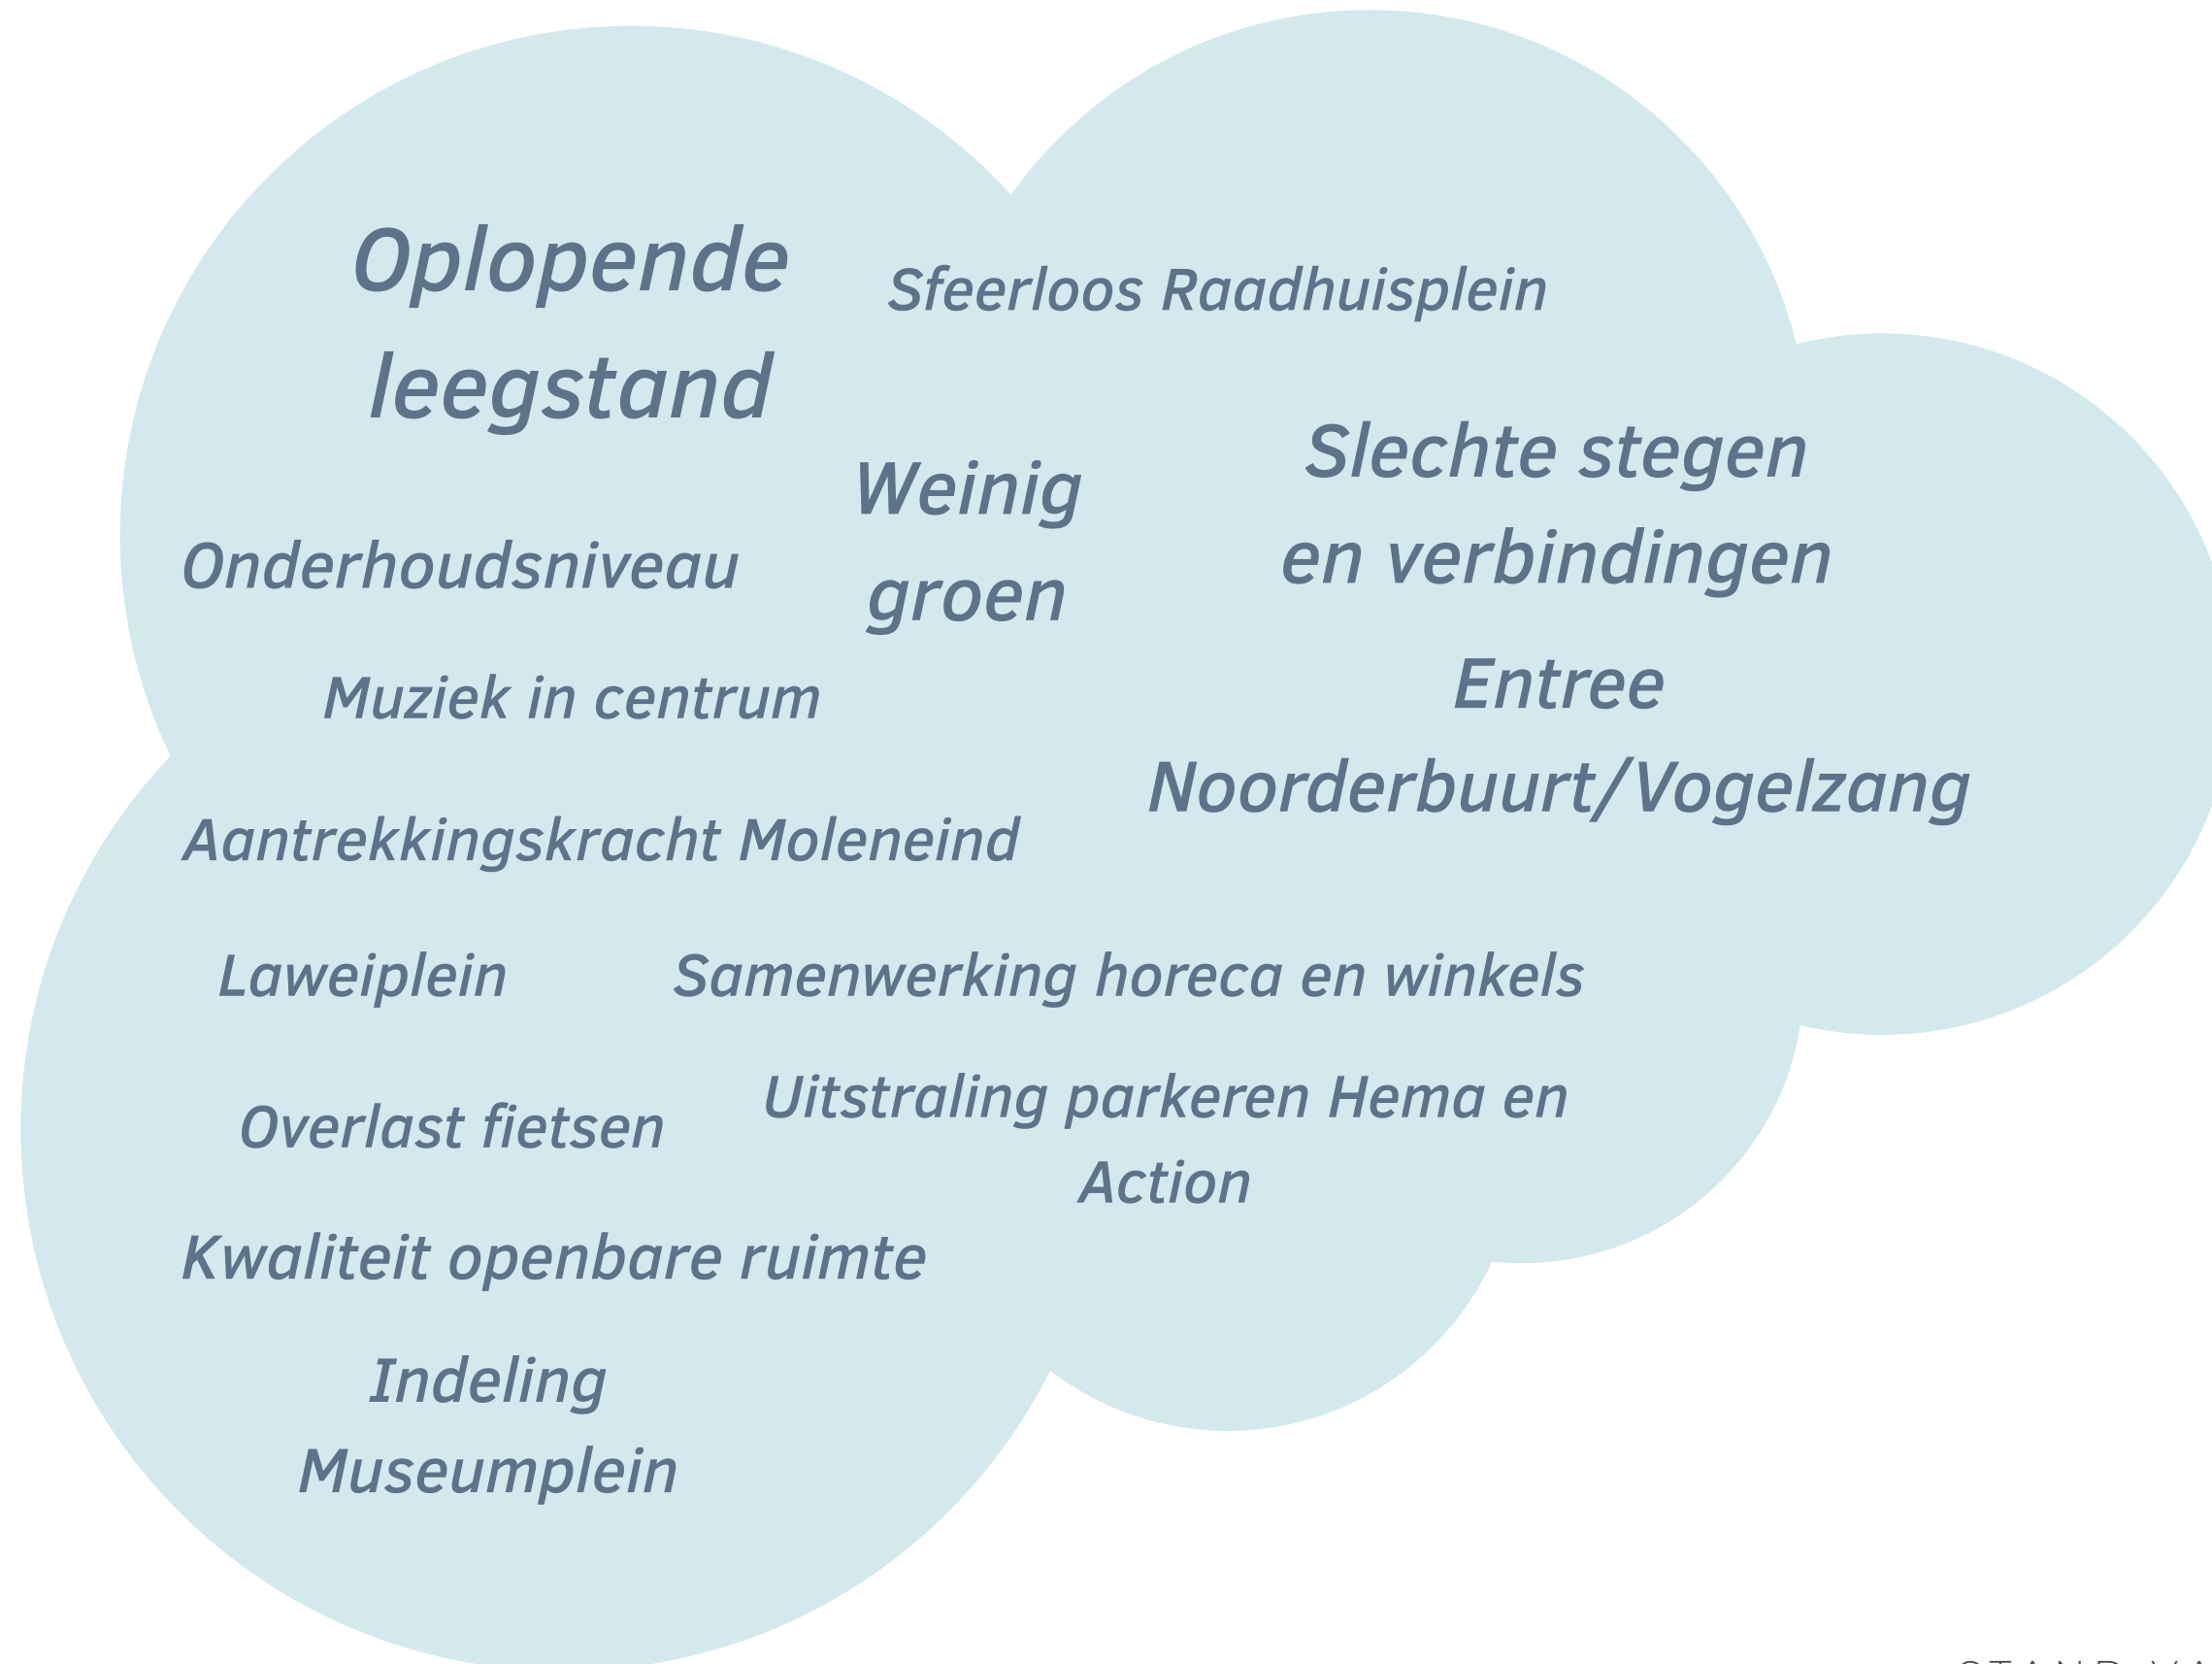 Oplopende
leegstand
Sfeerloos Raadhuisplein
Weinig
groen
Slechte stegen
en verbindingen
Onderhoudsniveau
Entree
Noorderbuurt/Vogelzang
Muziek in centrum
Aantrekkingskracht Moleneind
Laweiplein
Samenwerking horeca en winkels
Overlast fietsen
Uitstraling parkeren Hema en
Action
Kwaliteit openbare ruimte
Indeling
Museumplein